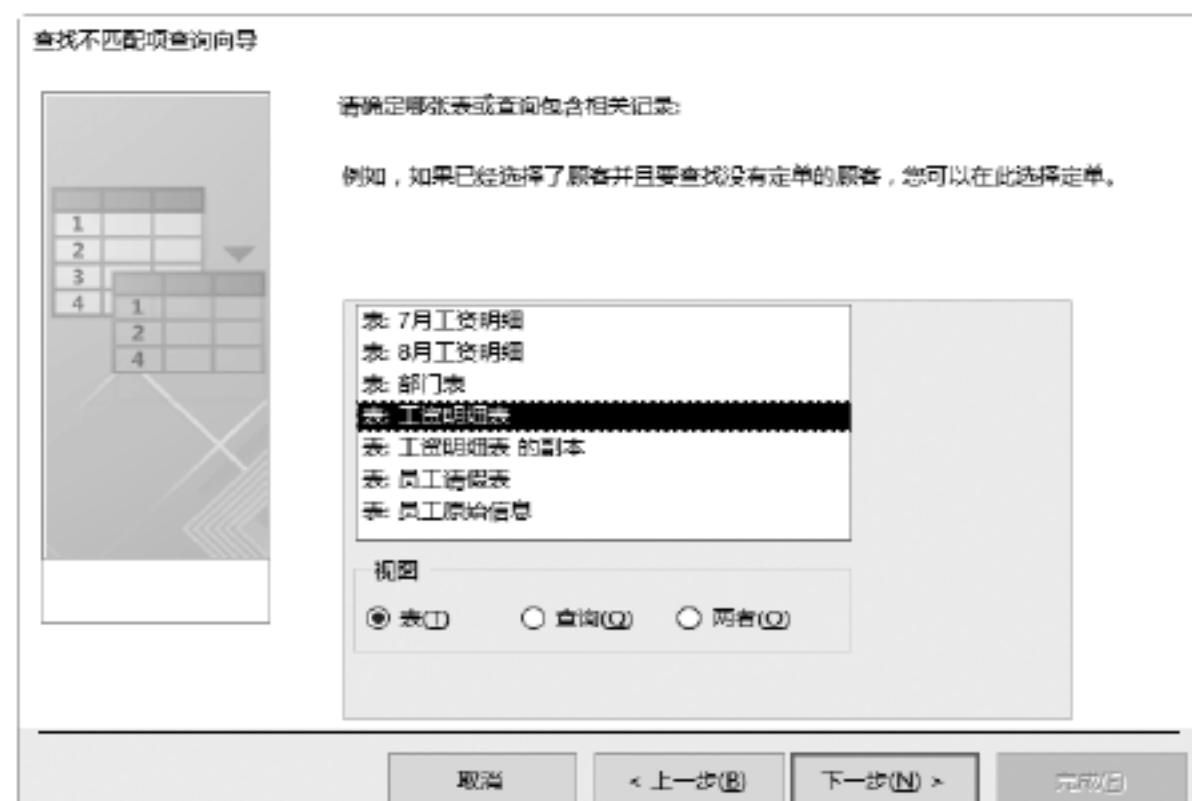 查找不匹配项查询向导
请确定哪张表或查询包含相关记录:
例如，如果已经选择了顾客并且要查找没有定单的顾客，您可以在此选择定单。
1
2
3
4
1
2
4
表: 7月工资明细
表: 8月工资明细
表: 部门表
表: 工资明细表
表: 工资明细表 的副本
表: 员工请假表
表: 员工原始信息
视图
表(T) 查询(Q) 两者(O)
取消 < 上一步(B) 下一步(N) > 完成(F)